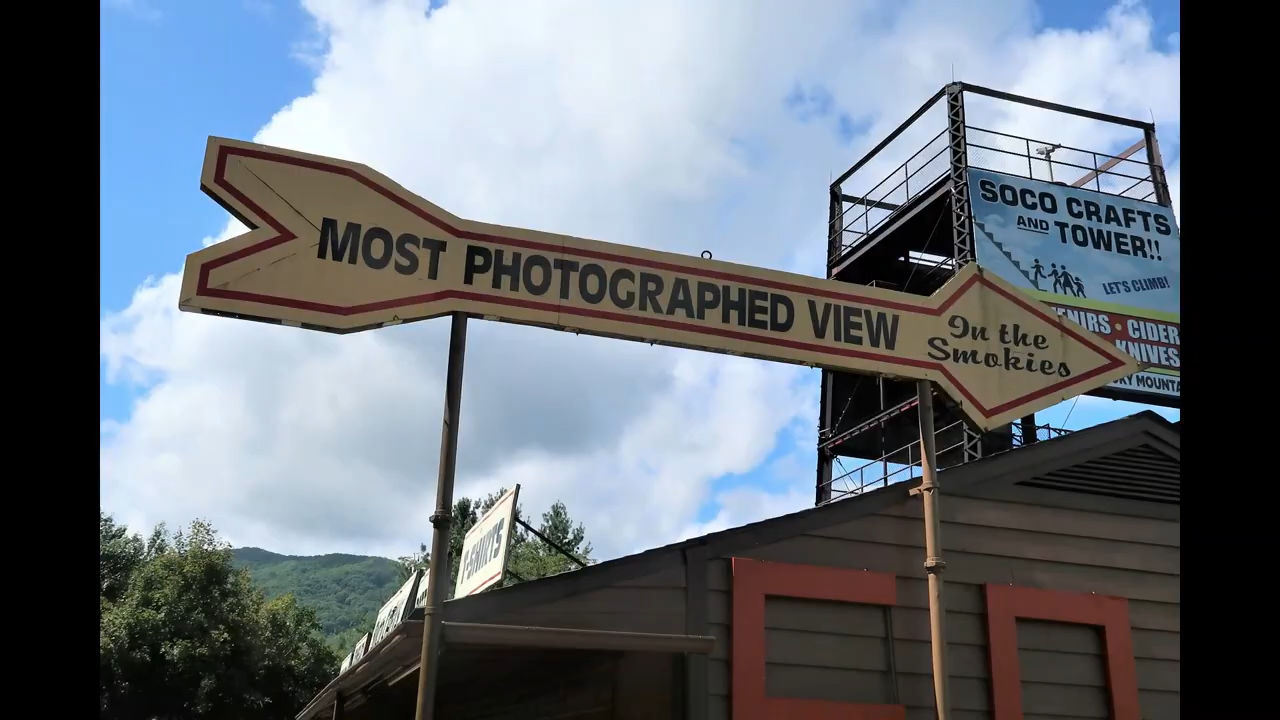 MOST PHOTOGRAPHED VIEW
In the
Smokies
SOCO CRAFTS
AND TOWER!!
LET'S CLIMB!
CIDER
KNIVES
T-SHIRTS